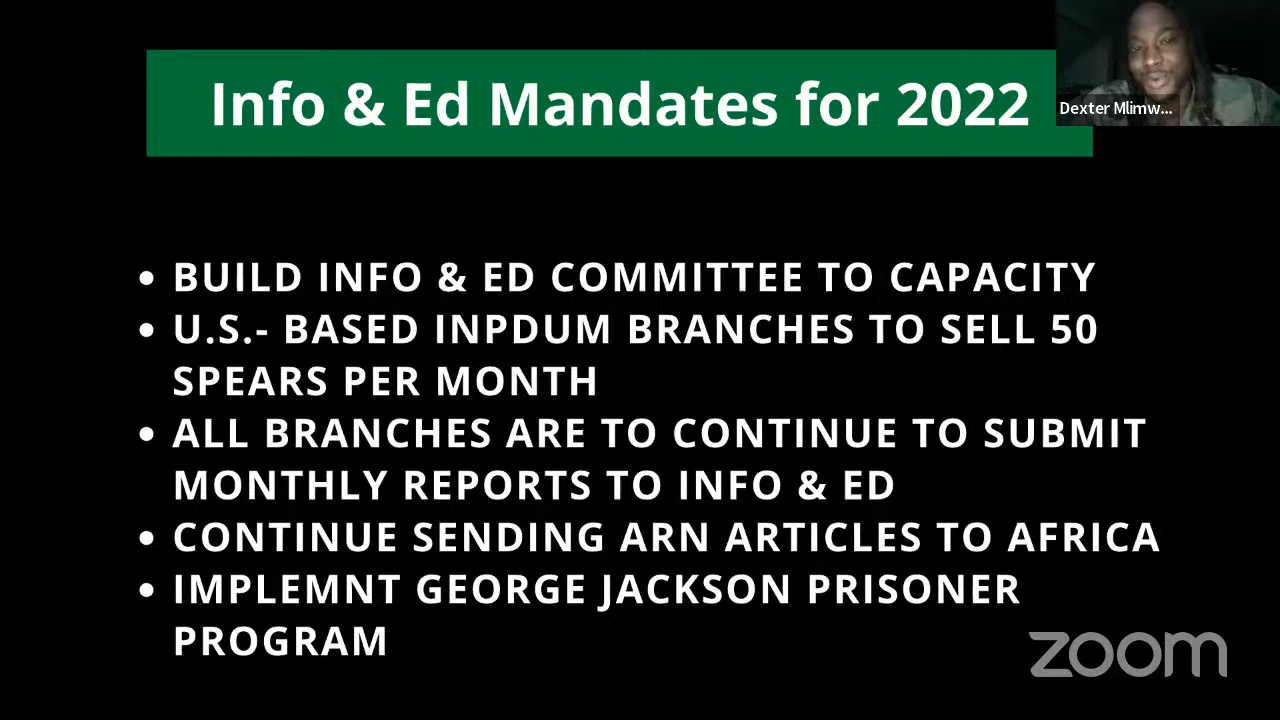 Info & Ed Mandates for 2022
Dexter Mlimw...
• BUILD INFO & ED COMMITTEE TO CAPACITY
• U.S.- BASED INPDUM BRANCHES TO SELL 50
SPEARS PER MONTH
• ALL BRANCHES ARE TO CONTINUE TO SUBMIT
MONTHLY REPORTS TO INFO & ED
• CONTINUE SENDING ARN ARTICLES TO AFRICA
• IMPLEMNT GEORGE JACKSON PRISONER
PROGRAM
zoom